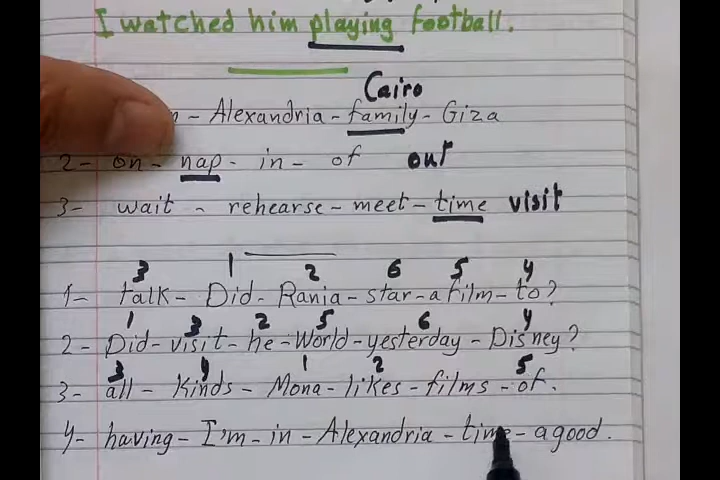 I watched him playing football.
Cairo
- Alexandria - family - Giza
2- on - nap - in - of out
3- wait - rehearse - meet - time visit
3 1 2 6 5 4
1- talk - Did - Rania - star - a film - to?
1 3 2 5 6 4
2- Did - visit - he - World - yesterday - Disney?
3 4 1 2 5
3- all - Kinds - Mona - likes - films - of.
4- having - I'm - in - Alexandria - time - a good.